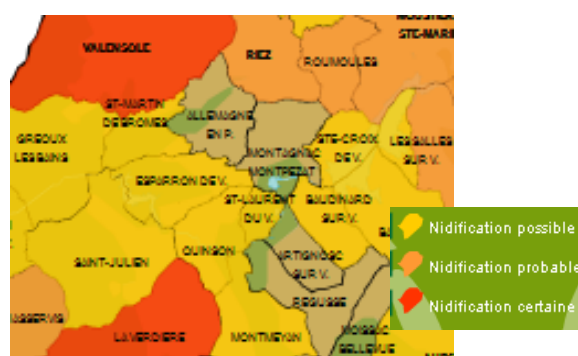 STE-MARI
VALENSOLE
RIEZ
ROUMOULES
ST-MARTIN
DE BROMES
ALLEMAGNE
EN P.
GREOUX
LES BAINS
MONTAGNAC
MONTPEZAT
STE-CROIX
DE V.
LES SALLES
SUR V.
ESPARRON DE V.
ST-LAURENT
DU V.
BAUDINARD
SUR V.
QUINSON
SAINT-JULIEN
ARTIGNOSC
SUR V.
REGUSSE
LA VERDIERE
MONTMEYAN
MOISSAC
BELLEVUE
Nidification possible
Nidification probable
Nidification certaine